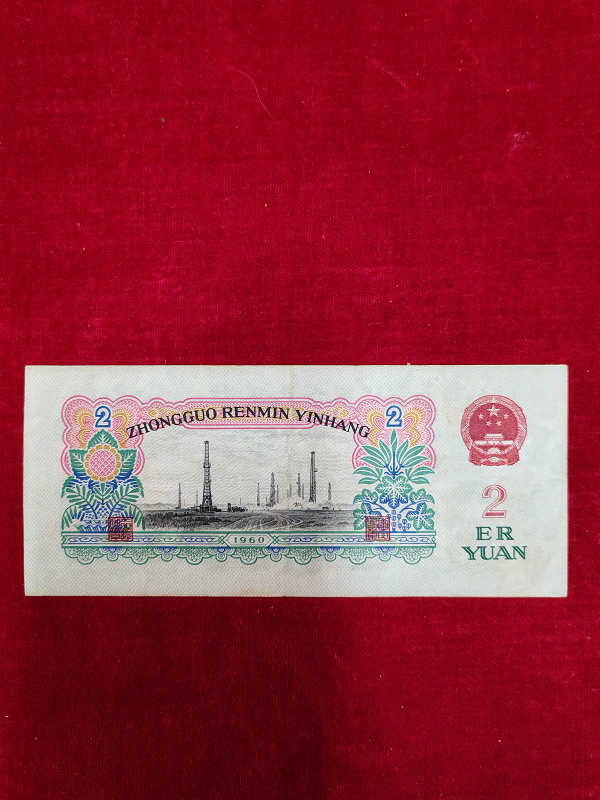 2
2
ZHONGGUO RENMIN YINHANG
1960
2
ER
YUAN